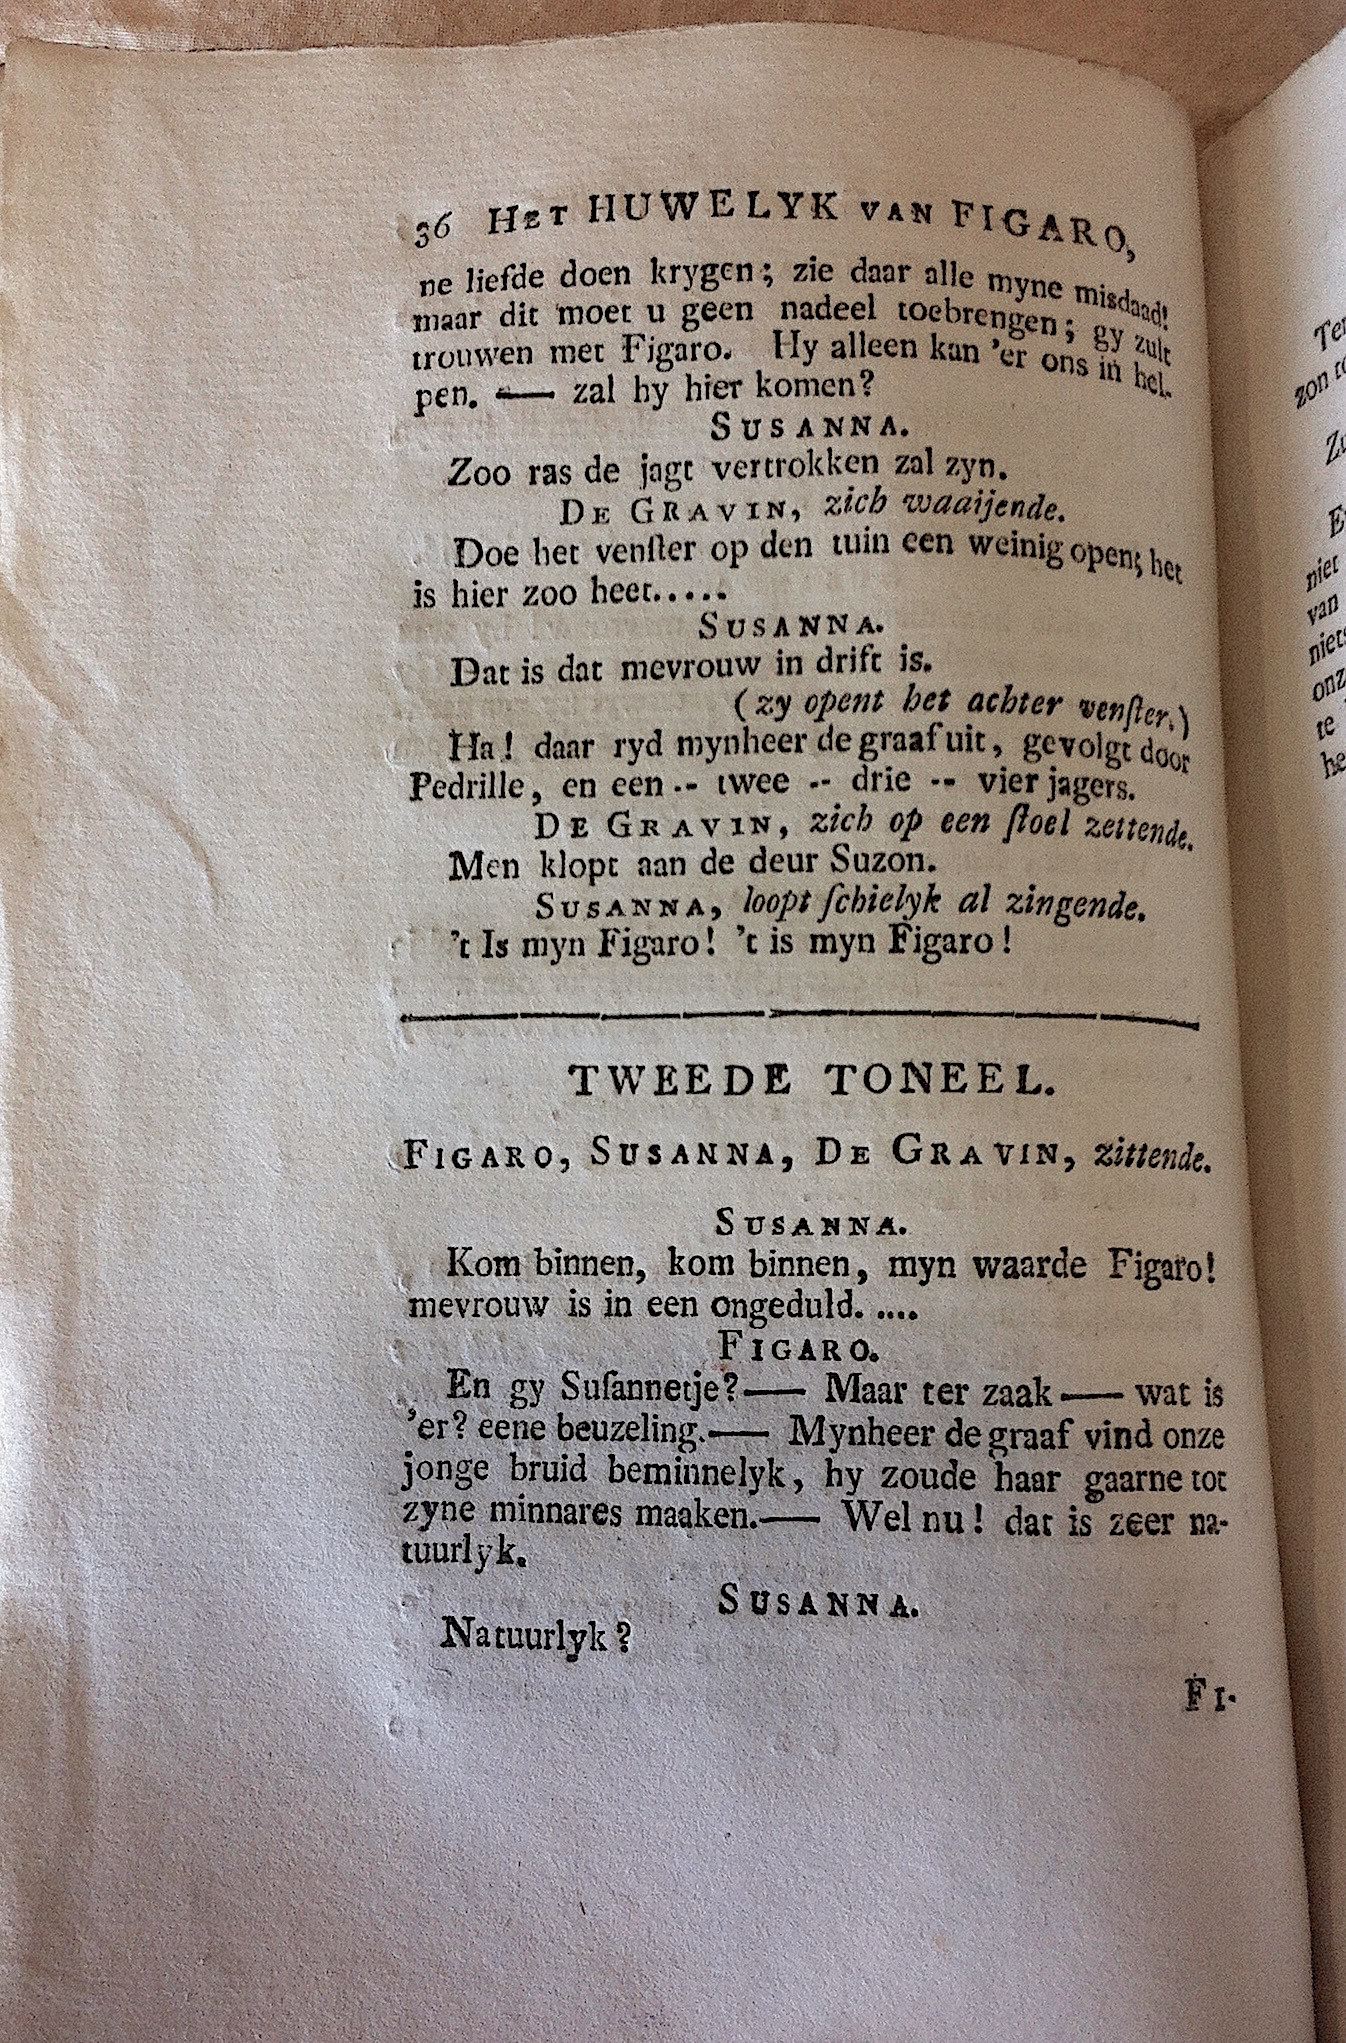 36 HET HUWELYK VAN FIGARO,
ne liefde doen krygen; zie daar alle myne misdaad!
maar dit moet u geen nadeel toebrengen; gy zult
trouwen met Figaro. Hy alleen kan 'er ons in hel-
pen. — zal hy hier komen?
SUSANNA.
Zoo ras de jagt vertrokken zal zyn.
DE GRAVIN, zich waaijende.
Doe het venſter op den tuin een weinig open; het
is hier zoo heet.....
SUSANNA.
Dat is dat mevrouw in drift is.
(zy opent het achter venſter.)
Ha! daar ryd mynheer de graaf uit, gevolgt door
Pedrille, en een -- twee -- drie -- vier jagers.
DE GRAVIN, zich op een ſtoel zettende.
Men klopt aan de deur Suzon.
SUSANNA, loopt ſchielyk al zingende.
't Is myn Figaro! 't is myn Figaro!
TWEEDE TONEEL.
FIGARO, SUSANNA, DE GRAVIN, zittende.
SUSANNA.
Kom binnen, kom binnen, myn waarde Figaro!
mevrouw is in een ongeduld. ....
FIGARO.
En gy Suſannetje? — Maar ter zaak — wat is
'er? eene beuzeling. — Mynheer de graaf vind onze
jonge bruid beminnelyk, hy zoude haar gaarne tot
zyne minnares maaken. — Wel nu! dat is zeer na-
tuurlyk.
SUSANNA.
Natuurlyk?
FI-
zon
niet
van
onz
te